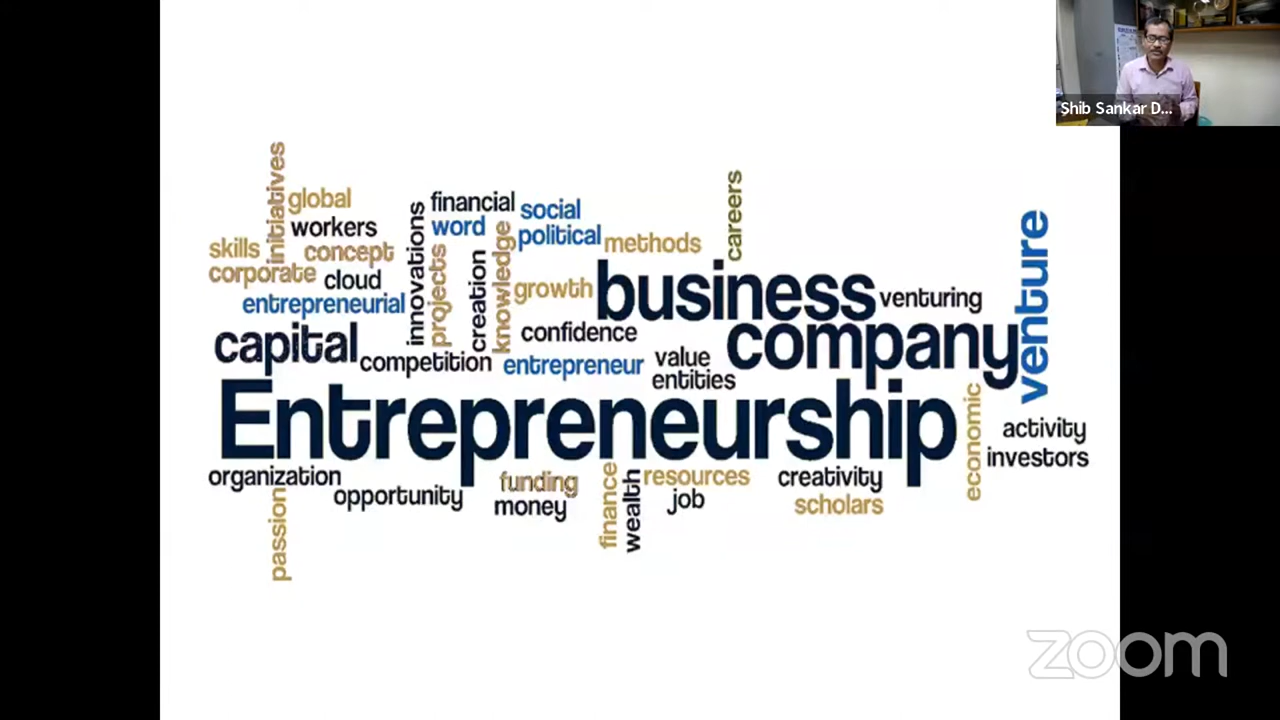 Shib Sankar D...
initiatives
global
workers
skills
concept
corporate
cloud
entrepreneurial
capital
innovations
financial
word
projects
creation
knowledge
social
political
methods
growth
confidence
competition
entrepreneur
value
entities
careers
business
venturing
company
venture
Entrepreneurship
economic
activity
investors
organization
opportunity
passion
funding
money
finance
wealth
resources
job
creativity
scholars
zoom